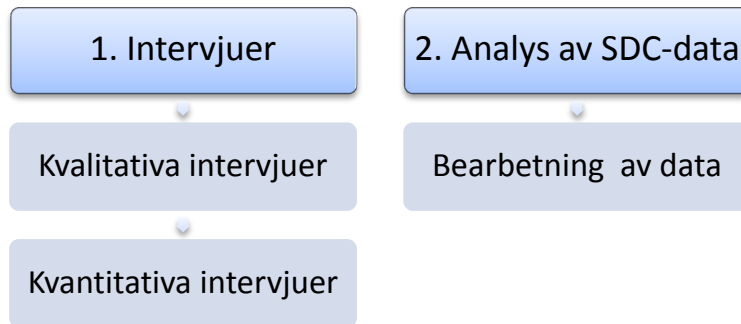 1. Intervjuer
Kvalitativa intervjuer
Kvantitativa intervjuer
2. Analys av SDC-data
Bearbetning av data